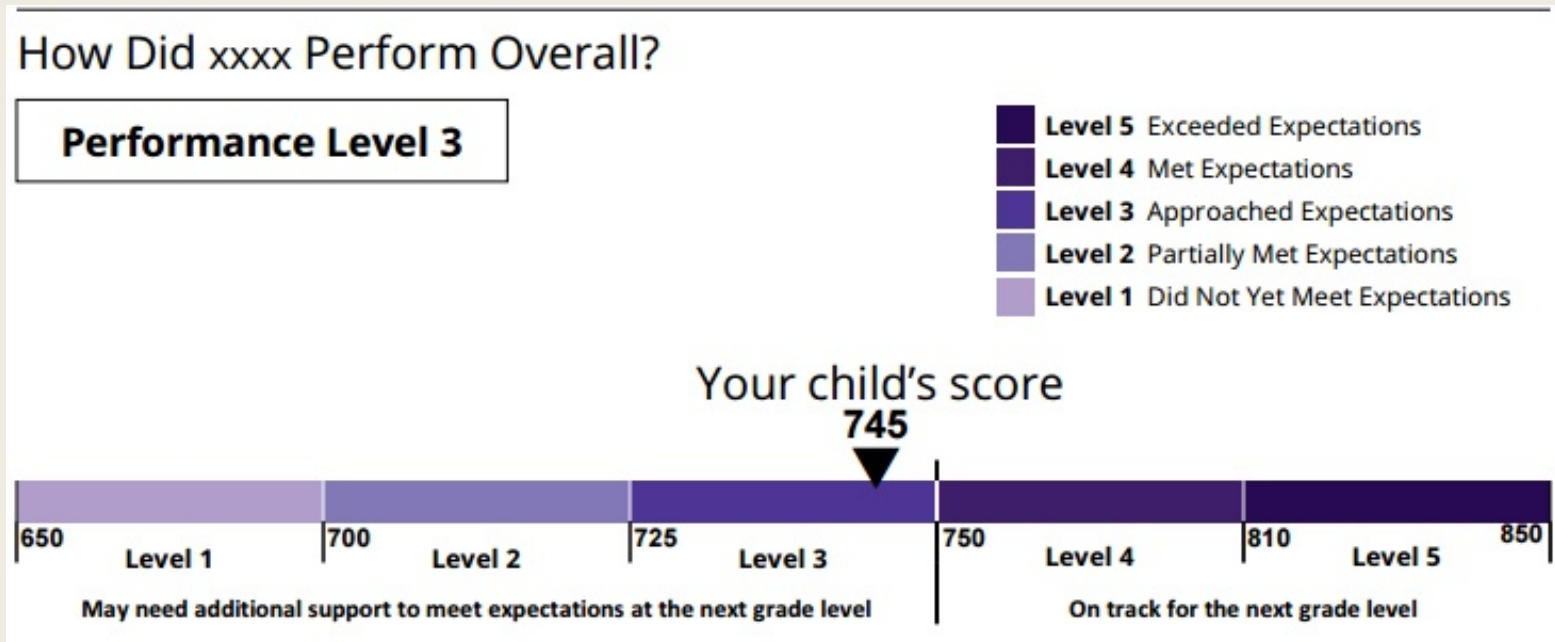 How Did xxxx Perform Overall?
Performance Level 3
Level 5 Exceeded Expectations
Level 4 Met Expectations
Level 3 Approached Expectations
Level 2 Partially Met Expectations
Level 1 Did Not Yet Meet Expectations
Your child's score
745
650 700 725 750 810 850
Level 1 Level 2 Level 3 Level 4 Level 5
May need additional support to meet expectations at the next grade level On track for the next grade level